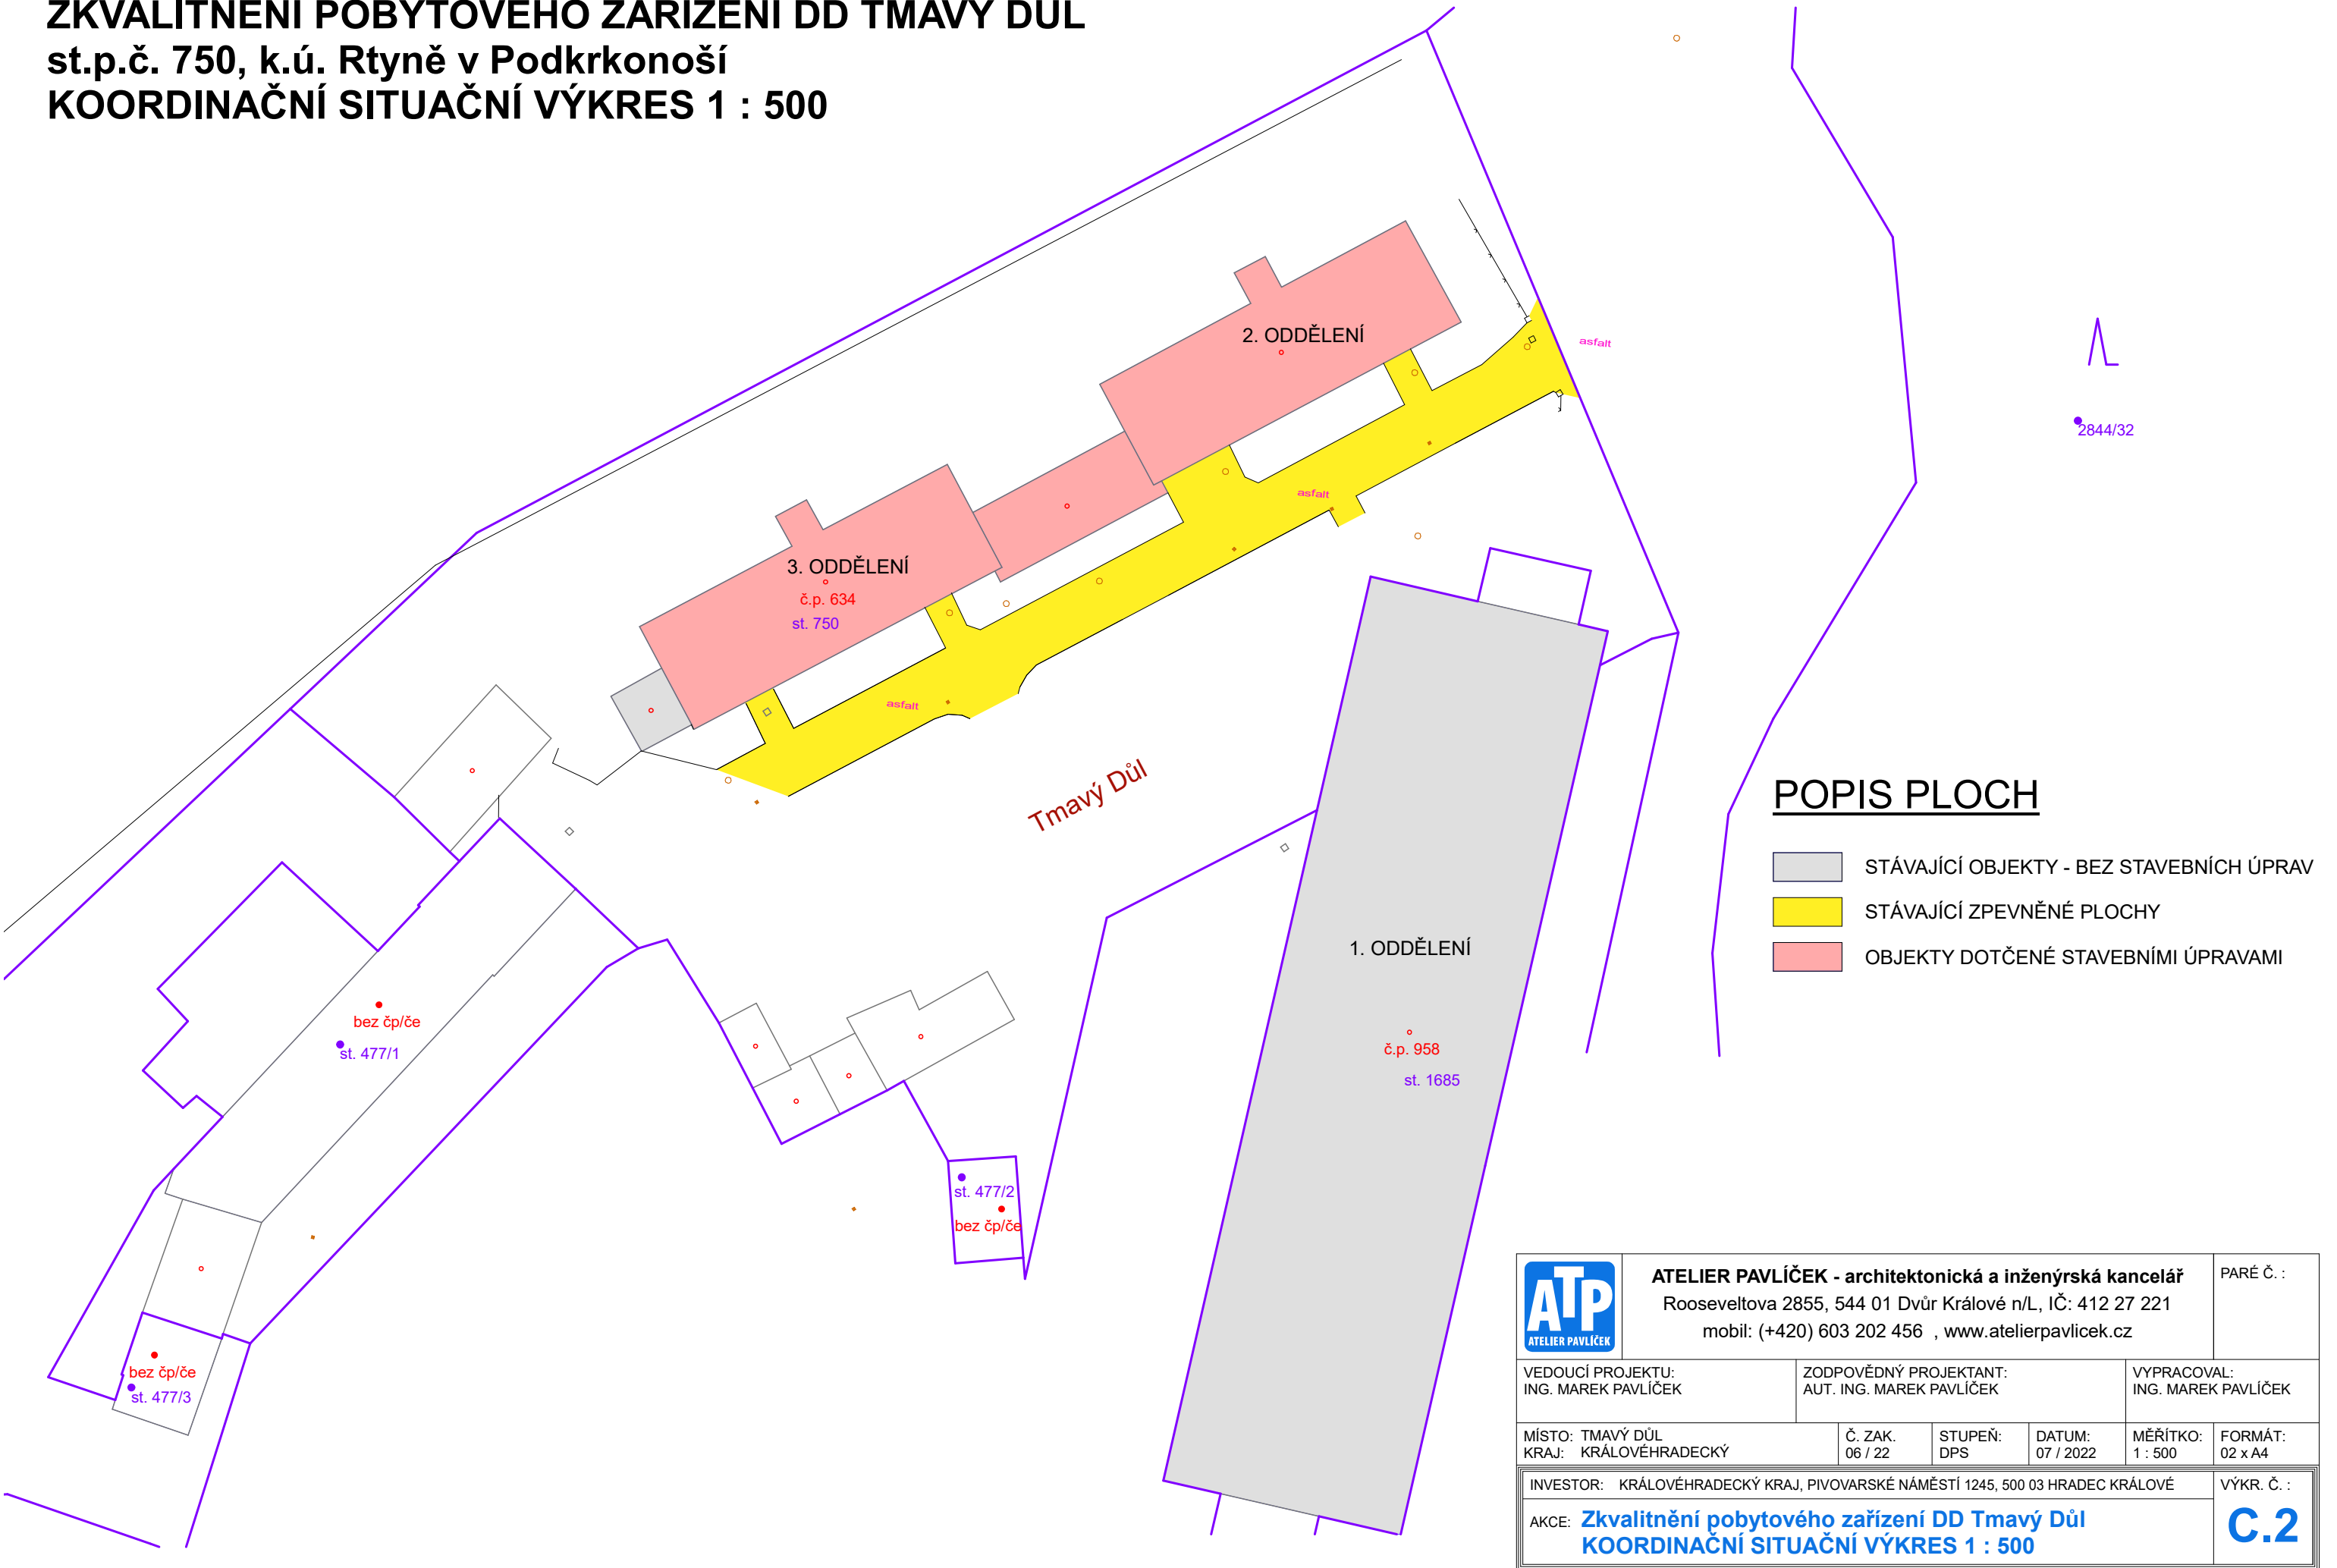 ZKVALITNĚNÍ POBYTOVÉHO ZAŘÍZENÍ DD TMAVÝ DŮL
st.p.č. 750, k.ú. Rtyně v Podkrkonoší
KOORDINAČNÍ SITUAČNÍ VÝKRES 1 : 500
2. ODDĚLENÍ
asfalt
2844/32
asfalt
3. ODDĚLENÍ
č.p. 634
st. 750
asfalt
Tmavý Důl
POPIS PLOCH
STÁVAJÍCÍ OBJEKTY - BEZ STAVEBNÍCH ÚPRAV
STÁVAJÍCÍ ZPEVNĚNÉ PLOCHY
OBJEKTY DOTČENÉ STAVEBNÍMI ÚPRAVAMI
1. ODDĚLENÍ
č.p. 958
st. 1685
bez čp/če
st. 477/1
st. 477/2
bez čp/če
bez čp/če
st. 477/3
ATP
ATELIER PAVLÍČEK
ATELIER PAVLÍČEK - architektonická a inženýrská kancelář
Rooseveltova 2855, 544 01 Dvůr Králové n/L, IČ: 412 27 221
mobil: (+420) 603 202 456 , www.atelierpavlicek.cz
PARÉ Č. :
VEDOUCÍ PROJEKTU:
ING. MAREK PAVLÍČEK
ZODPOVĚDNÝ PROJEKTANT:
AUT. ING. MAREK PAVLÍČEK
VYPRACOVAL:
ING. MAREK PAVLÍČEK
MÍSTO: TMAVÝ DŮL
KRAJ: KRÁLOVÉHRADECKÝ
Č. ZAK.
06 / 22
STUPEŇ:
DPS
DATUM:
07 / 2022
MĚŘÍTKO:
1 : 500
FORMÁT:
02 x A4
INVESTOR: KRÁLOVÉHRADECKÝ KRAJ, PIVOVARSKÉ NÁMĚSTÍ 1245, 500 03 HRADEC KRÁLOVÉ
VÝKR. Č. :
C.2
AKCE: Zkvalitnění pobytového zařízení DD Tmavý Důl
KOORDINAČNÍ SITUAČNÍ VÝKRES 1 : 500